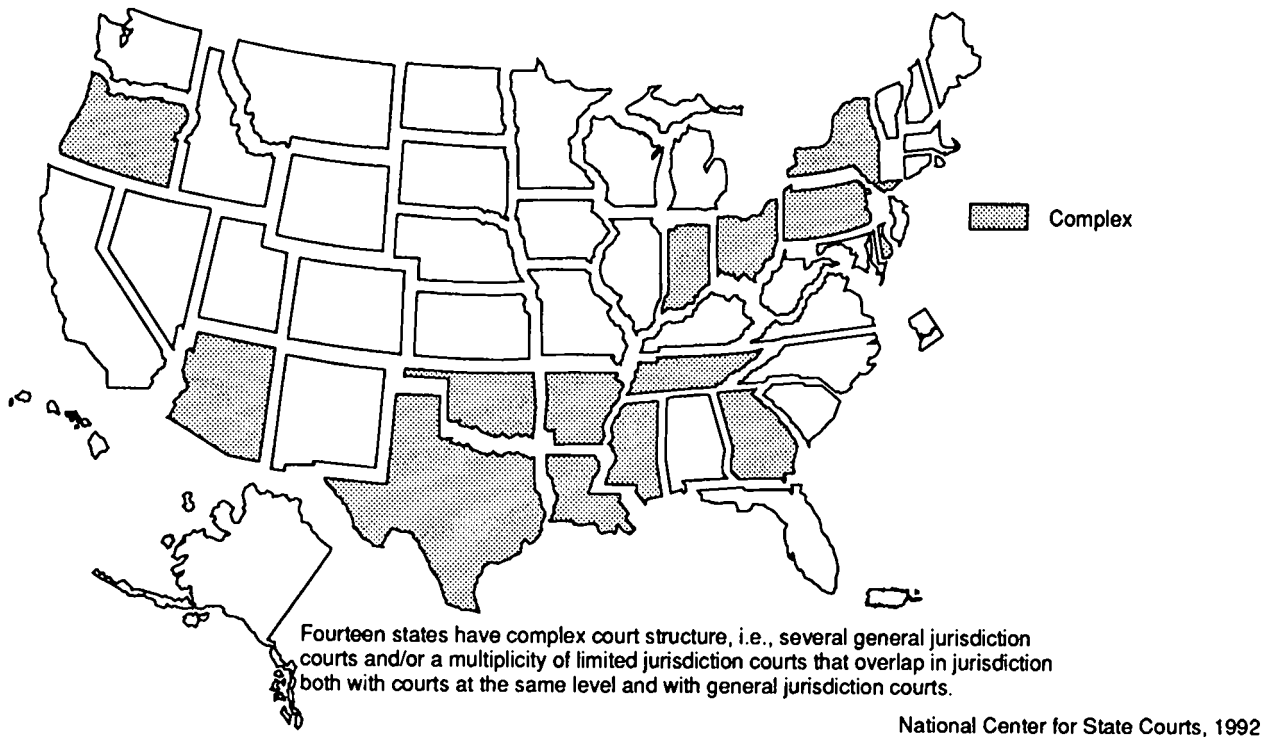 Complex
Fourteen states have complex court structure, i.e., several general jurisdiction
courts and/or a multiplicity of limited jurisdiction courts that overlap in jurisdiction
both with courts at the same level and with general jurisdiction courts.
National Center for State Courts, 1992